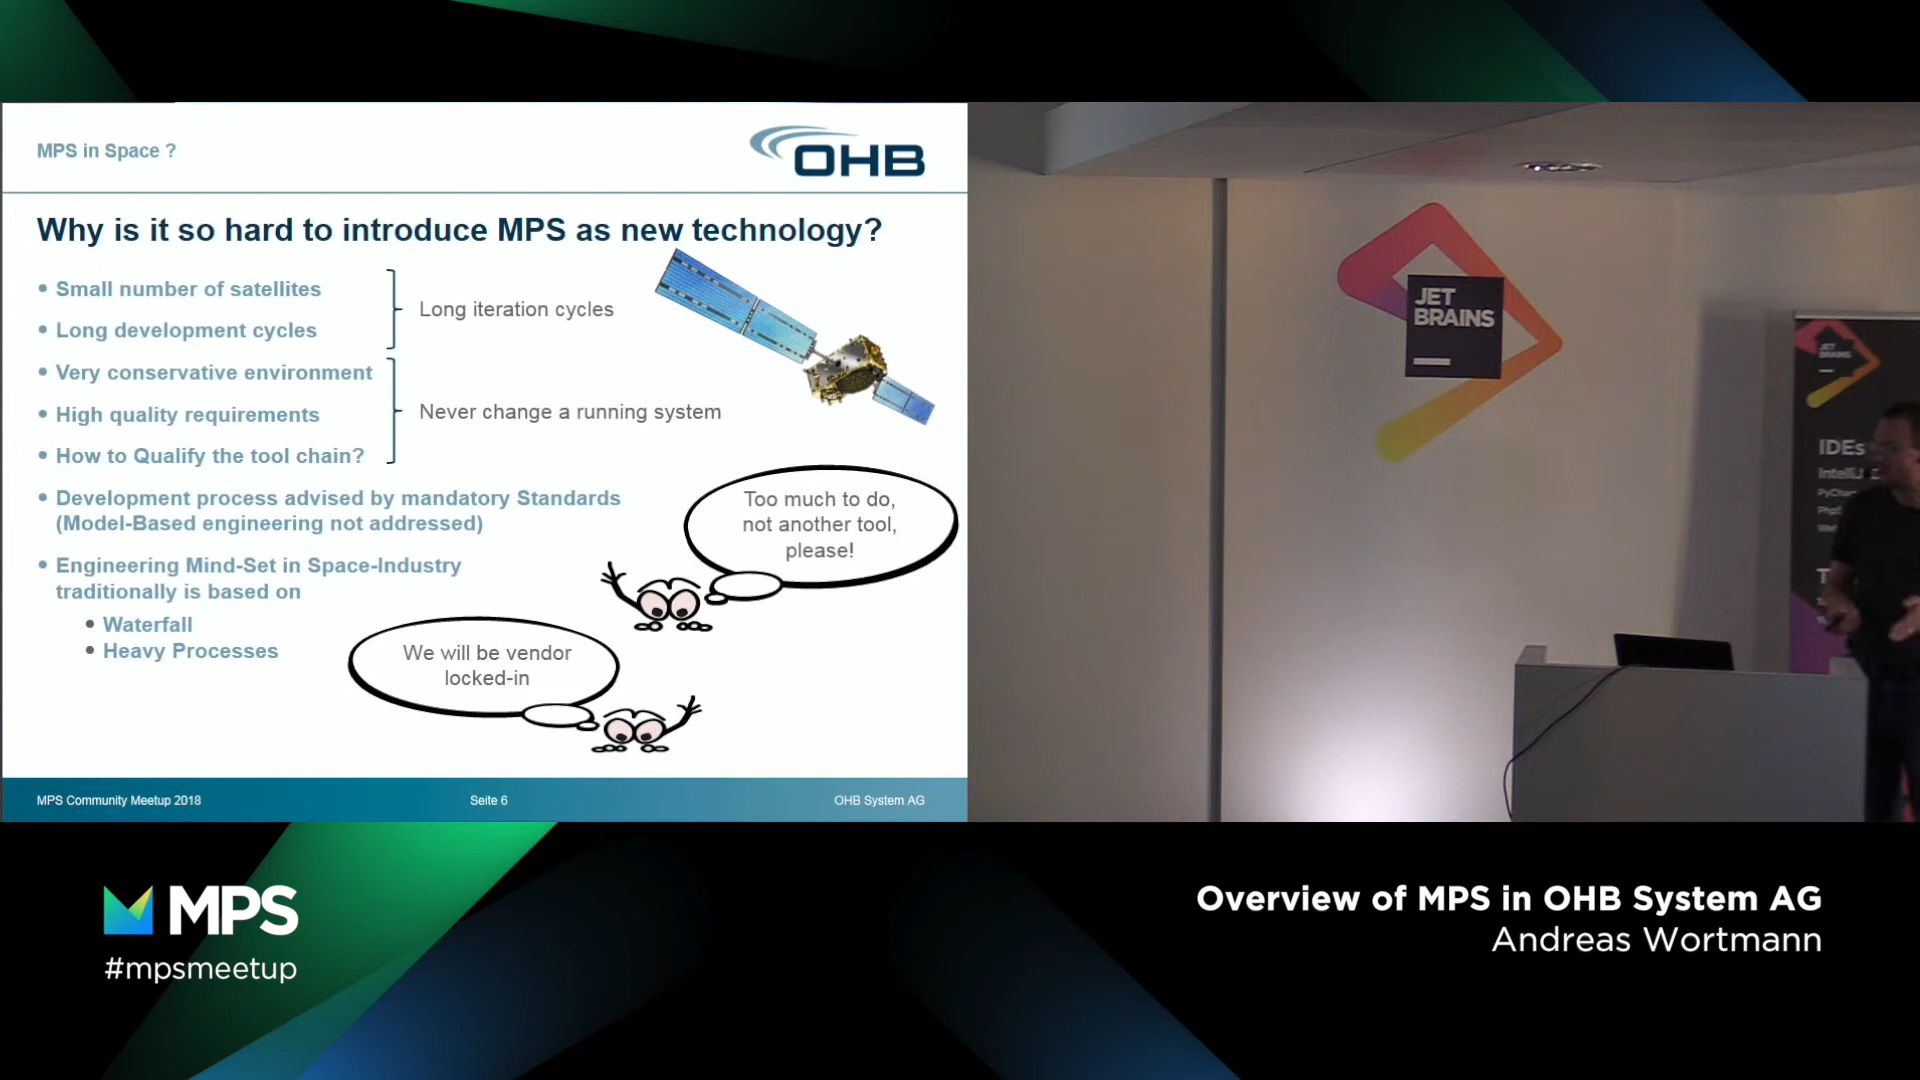 MPS in Space ?
OHB
Why is it so hard to introduce MPS as new technology?
• Small number of satellites
• Long development cycles
Long iteration cycles
• Very conservative environment
• High quality requirements
• How to Qualify the tool chain?
Never change a running system
• Development process advised by mandatory Standards
(Model-Based engineering not addressed)
• Engineering Mind-Set in Space-Industry
traditionally is based on
• Waterfall
• Heavy Processes
Too much to do,
not another tool,
please!
We will be vendor
locked-in
MPS Community Meetup 2018
Seite 6
OHB System AG
JET
BRAINS
JET
BRAINS
IDEs
MPS
#mpsmeetup
Overview of MPS in OHB System AG
Andreas Wortmann